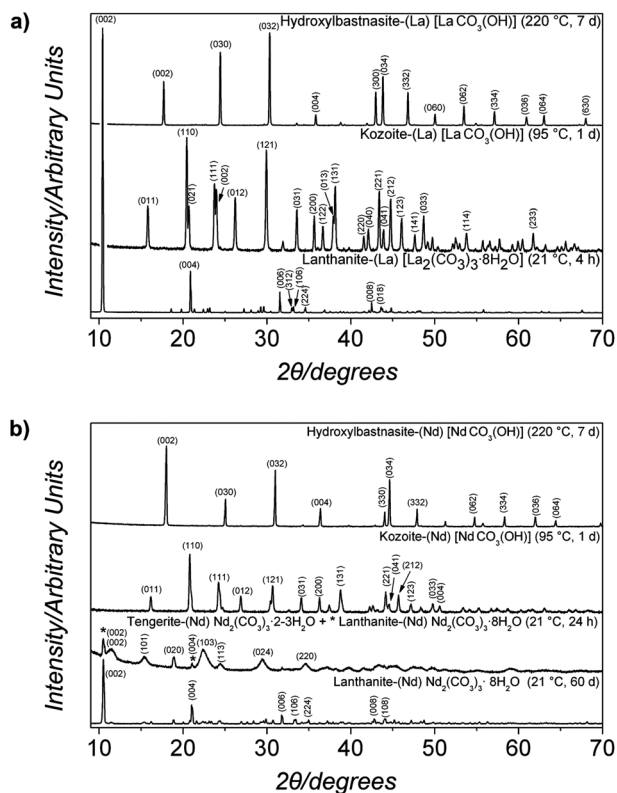 a)
Intensity/Arbitrary Units
(002)
Hydroxylbastnasite-(La) [LaCO3(OH)] (220 °C, 7 d)
(002) (030) (032) (004) (300) (034) (332) (060) (062) (334) (036) (064) (630)
Kozoite-(La) [LaCO3(OH)] (95 °C, 1 d)
(011) (110) (021) (111) (002) (012) (121) (031) (200) (122) (013) (131) (220) (040) (221) (041) (212) (123) (141) (033) (114) (233)
Lanthanite-(La) [La2(CO3)3·8H2O] (21 °C, 4 h)
(004) (006) (312) (106) (224) (008) (018)
10 20 30 40 50 60 70
2θ/degrees
b)
Intensity/Arbitrary Units
Hydroxylbastnasite-(Nd) [NdCO3(OH)] (220 °C, 7 d)
(002) (030) (032) (004) (330) (034) (332) (062) (334) (036) (064)
Kozoite-(Nd) [NdCO3(OH)] (95 °C, 1 d)
(011) (110) (111) (012) (121) (031) (200) (131) (221) (041) (212) (123) (033) (004)
Tengerite-(Nd) Nd2(CO3)3·2-3H2O + * Lanthanite-(Nd) Nd2(CO3)3·8H2O (21 °C, 24 h)
* (002) (002) (101) (020) * (004) (103) (113) (024) (220)
Lanthanite-(Nd) Nd2(CO3)3· 8H2O (21 °C, 60 d)
(002) (004) (006) (106) (224) (008) (108)
10 20 30 40 50 60 70
2θ/degrees